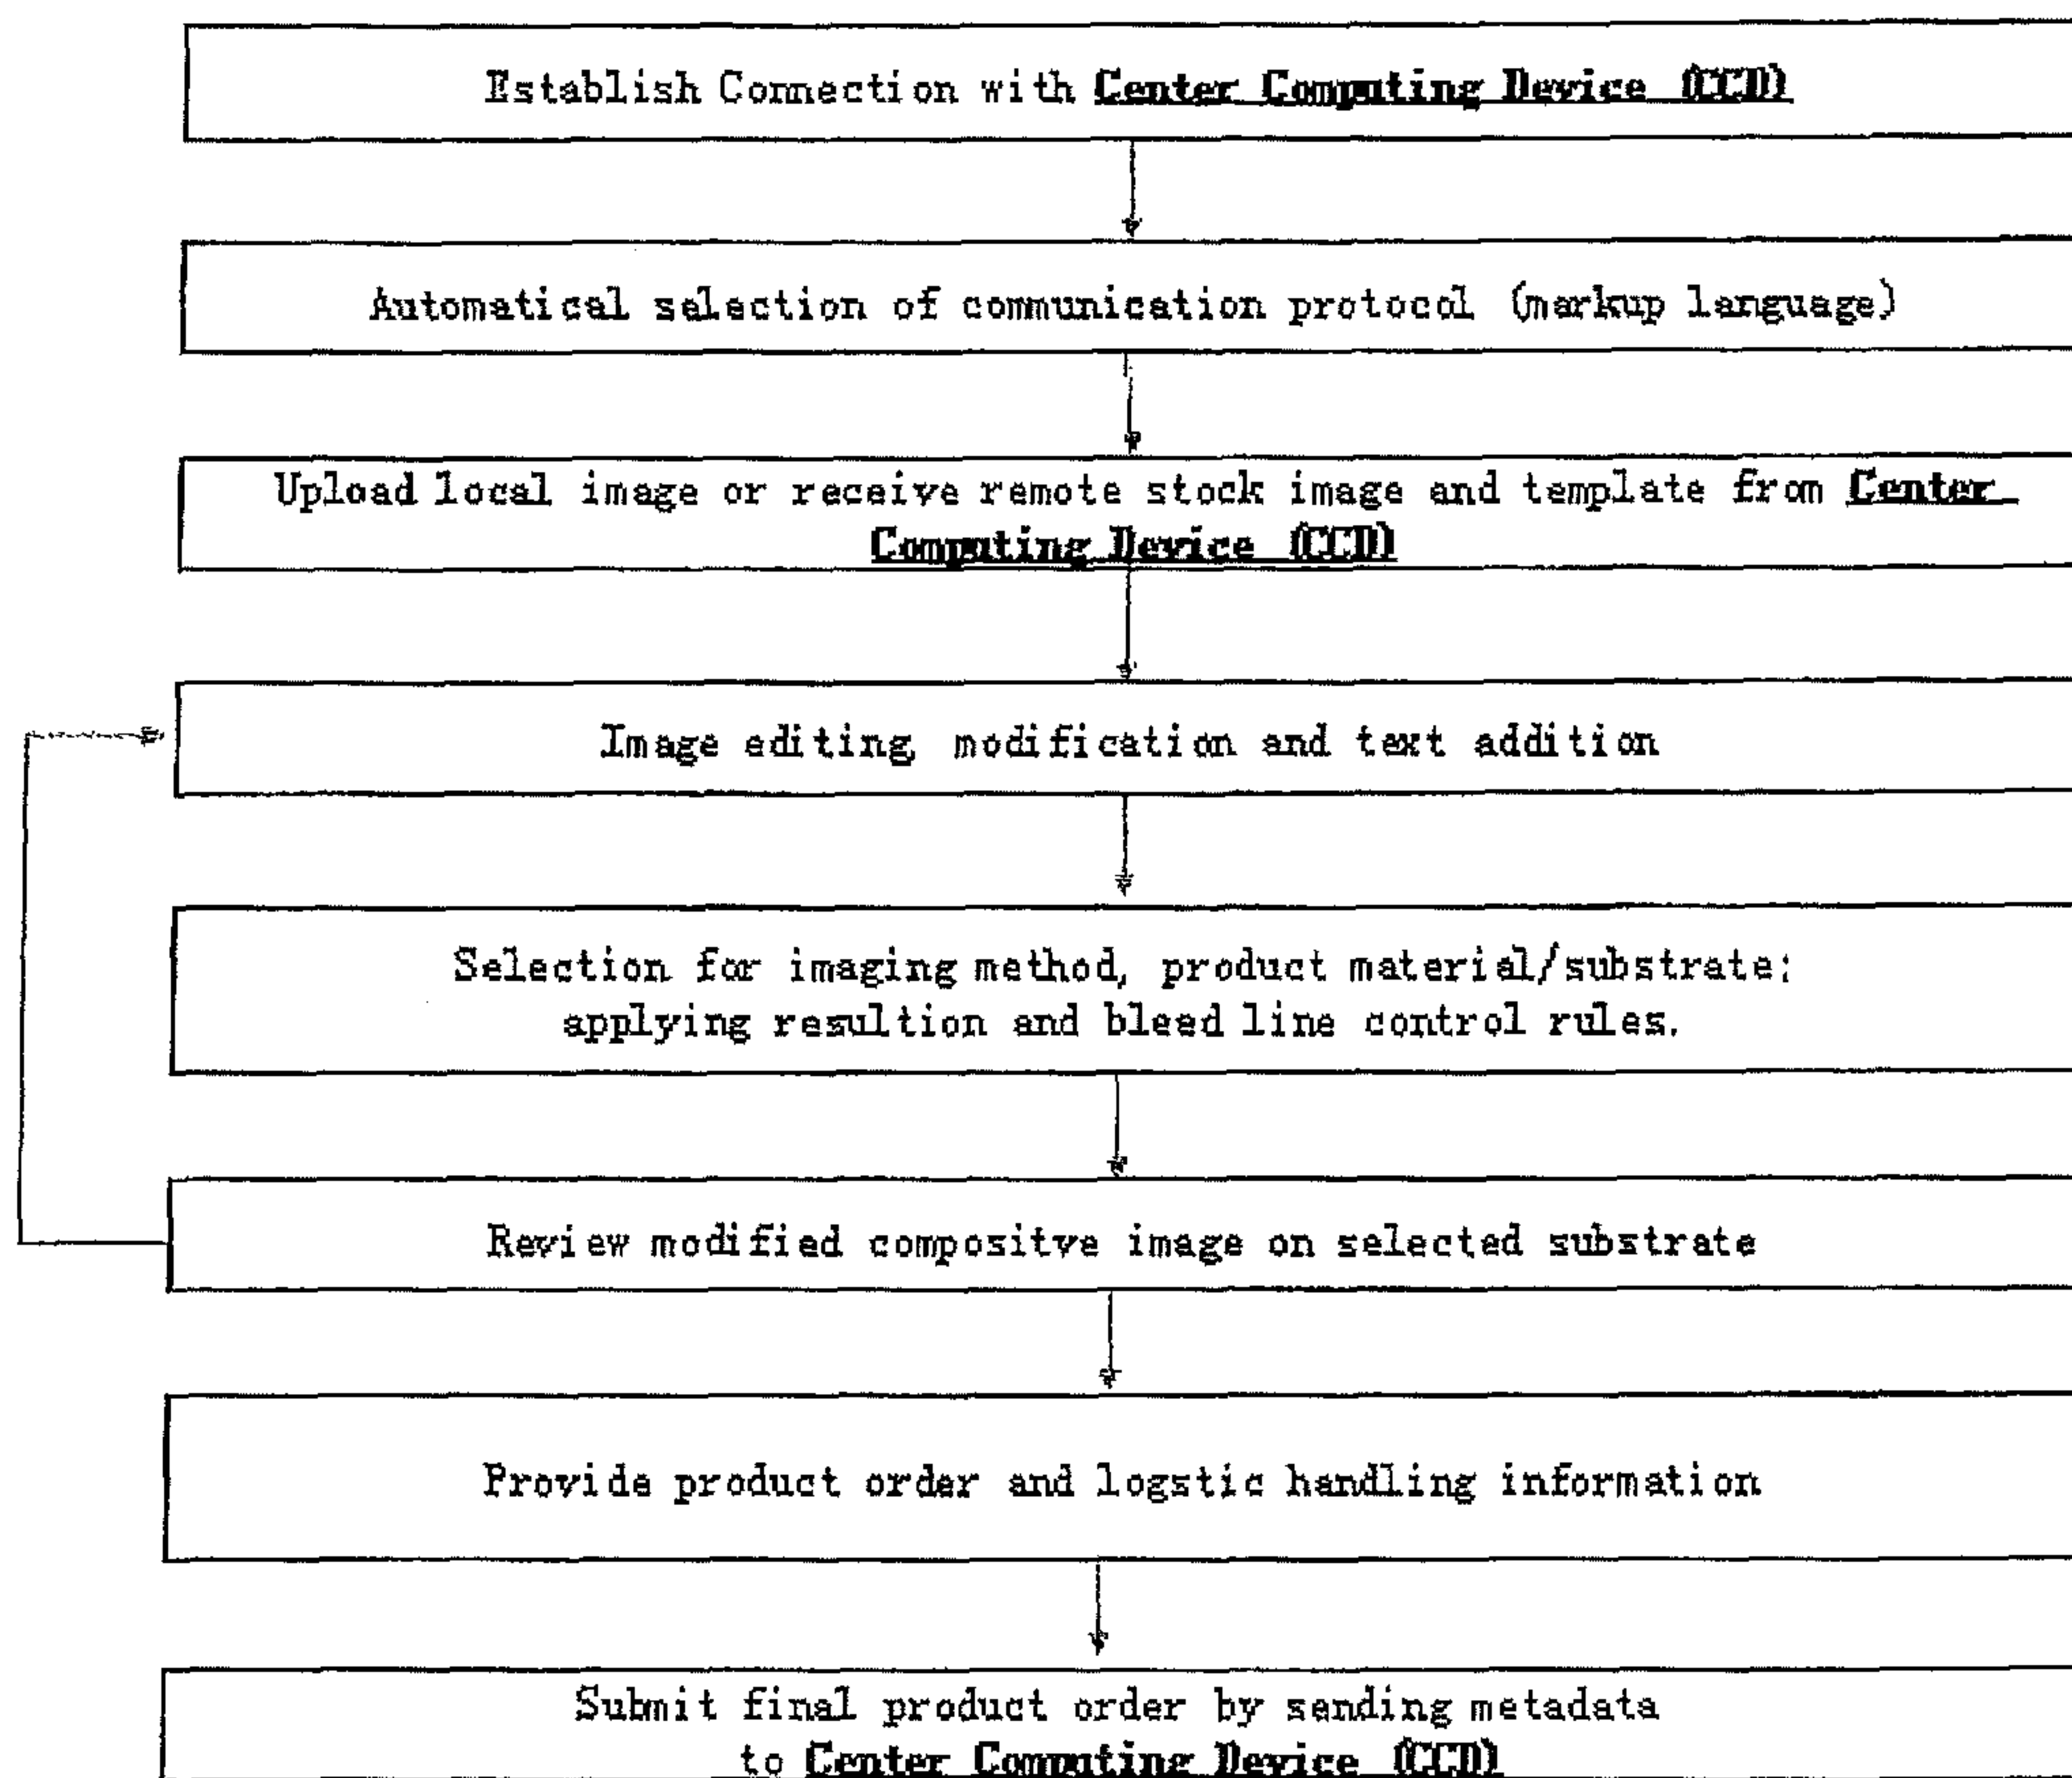 Establish Connection with Center Computing Device (CCD)
Automatical selection of communication protocol (markup language)
Upload local image or receive remote stock image and template from Center
Computing Device (CCD)
Image editing, modification and text addition
Selection for imaging method, product material/substrate;
applying resultion and bleed line control rules.
Review modified compositve image on selected substrate
Provide product order and logstic handling information
Submit final product order by sending metadata
to Center Computing Device (CCD)